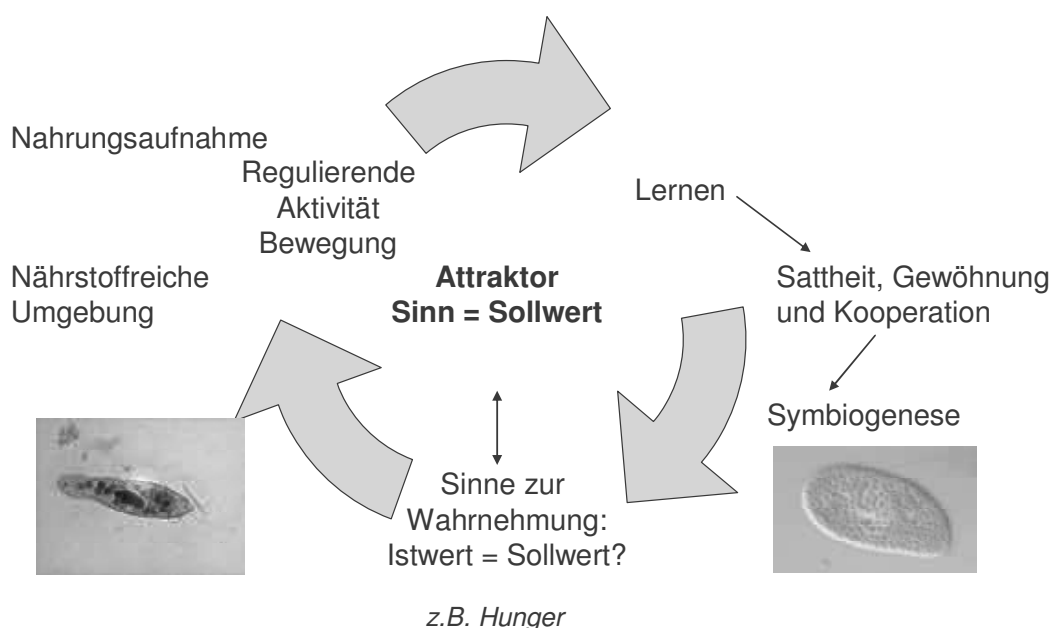 Nahrungsaufnahme
Regulierende
Aktivität
Bewegung
Lernen
Nährstoffreiche
Umgebung
Attraktor
Sinn = Sollwert
Sattheit, Gewöhnung
und Kooperation
Symbiogenese
Sinne zur
Wahrnehmung:
Istwert = Sollwert?
z.B. Hunger